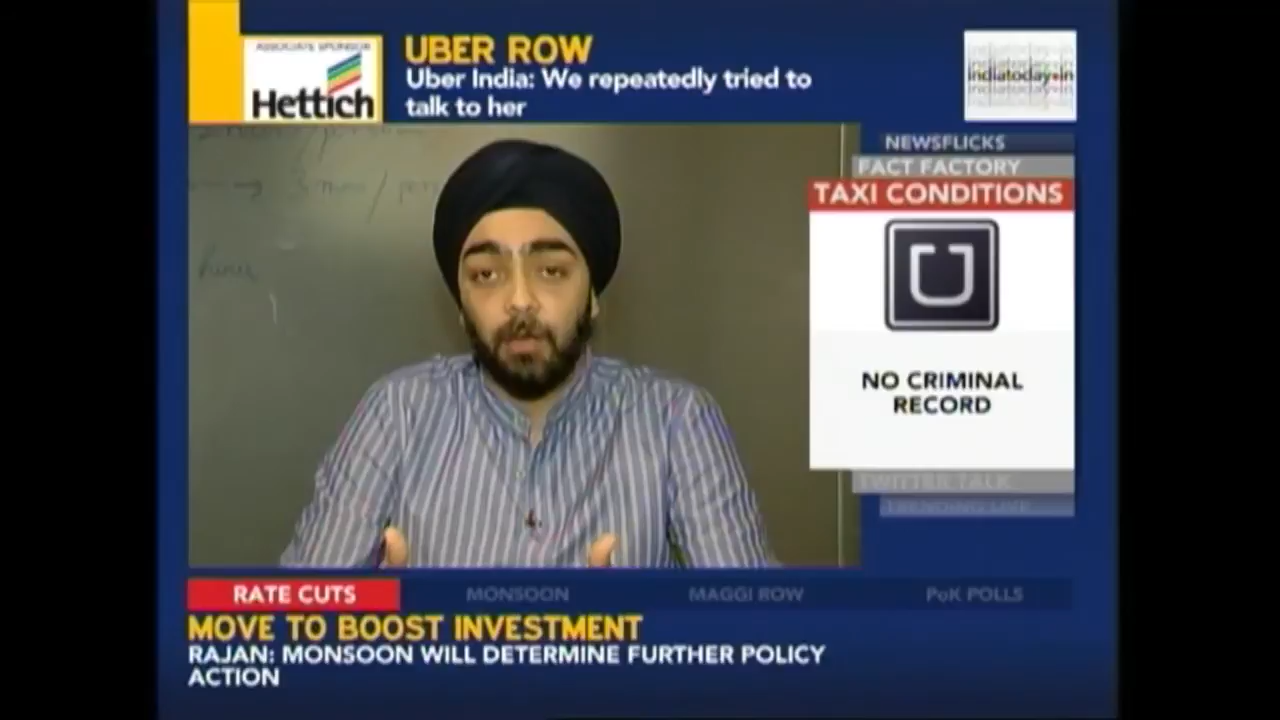 ASSOCIATE SPONSOR
Hettich
UBER ROW
Uber India: We repeatedly tried to
talk to her
indiatoday.in
NEWSFLICKS
FACT FACTORY
TAXI CONDITIONS
NO CRIMINAL
RECORD
TWITTER TALK
TRENDING LINE
RATE CUTS
MONSOON
MAGGI ROW
PoK POLLS
MOVE TO BOOST INVESTMENT
RAJAN: MONSOON WILL DETERMINE FURTHER POLICY
ACTION